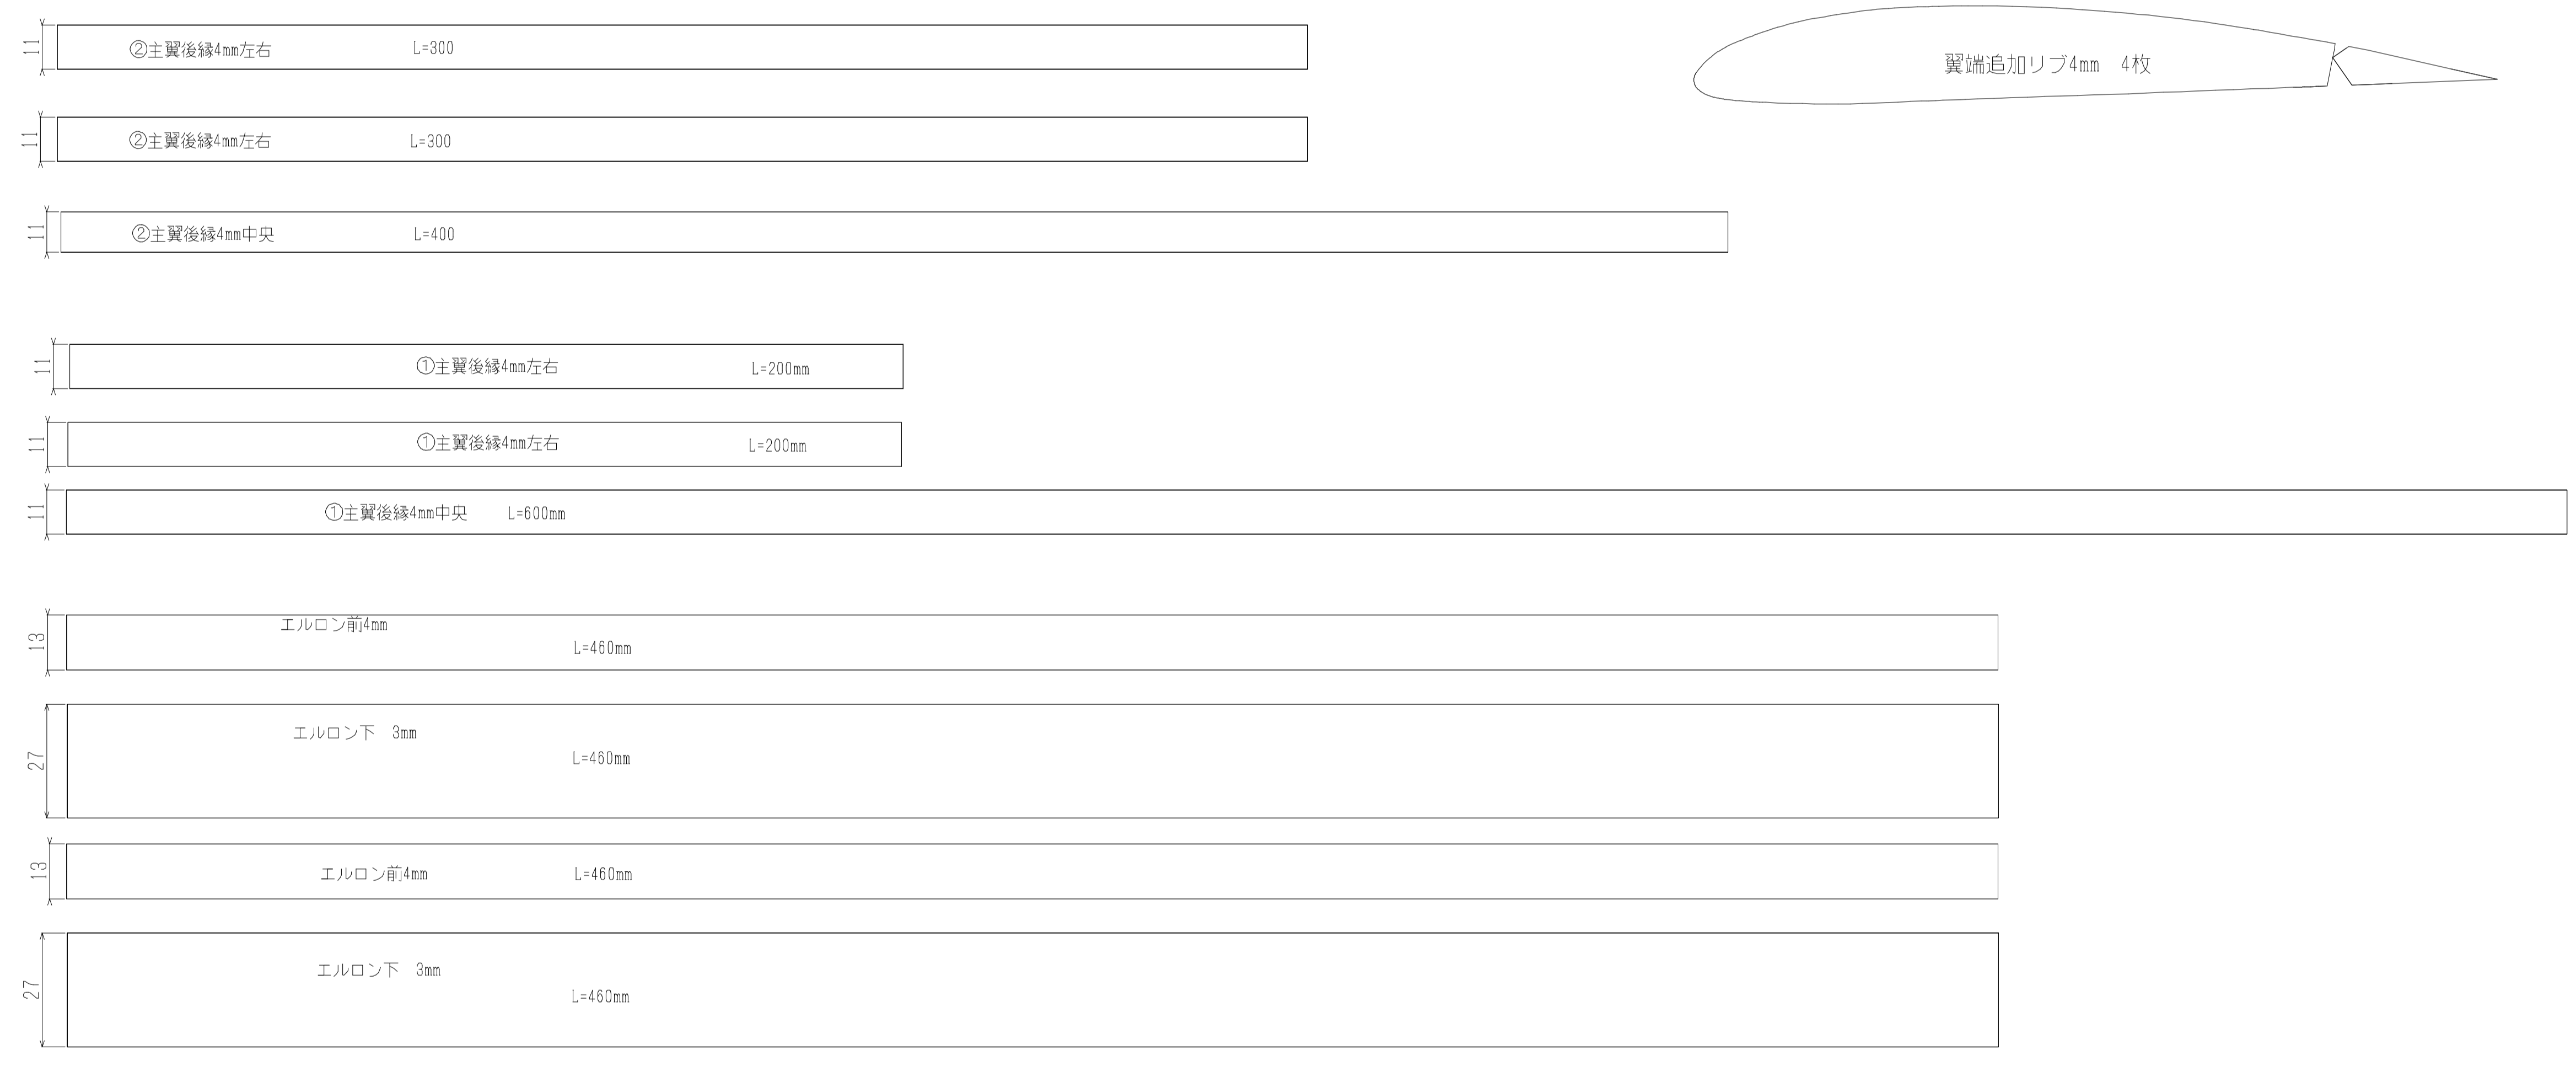 11 ②主翼後縁4mm左右 L=300
翼端追加リブ4mm 4枚
11 ②主翼後縁4mm左右 L=300
11 ②主翼後縁4mm中央 L=400
11 ①主翼後縁4mm左右 L=200mm
11 ①主翼後縁4mm左右 L=200mm
11 ①主翼後縁4mm中央 L=600mm
エルロン前4mm
13 L=460mm
エルロン下 3mm
27 L=460mm
13 エルロン前4mm L=460mm
エルロン下 3mm
27 L=460mm